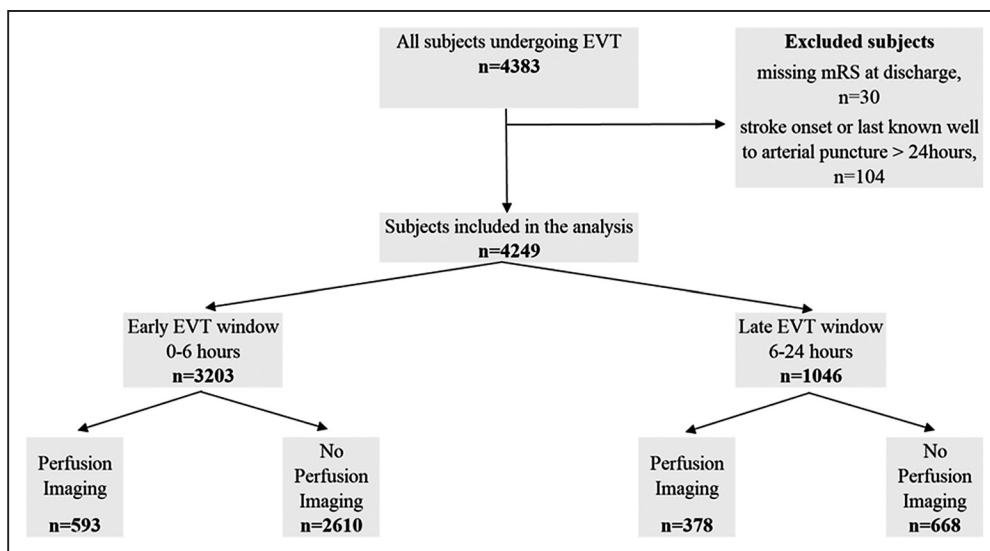 All subjects undergoing EVT
n=4383
Excluded subjects
missing mRS at discharge,
n=30
stroke onset or last known well
to arterial puncture > 24hours,
n=104
Subjects included in the analysis
n=4249
Early EVT window
0-6 hours
n=3203
Late EVT window
6-24 hours
n=1046
Perfusion
Imaging
n=593
No
Perfusion
Imaging
n=2610
Perfusion
Imaging
n=378
No
Perfusion
Imaging
n=668